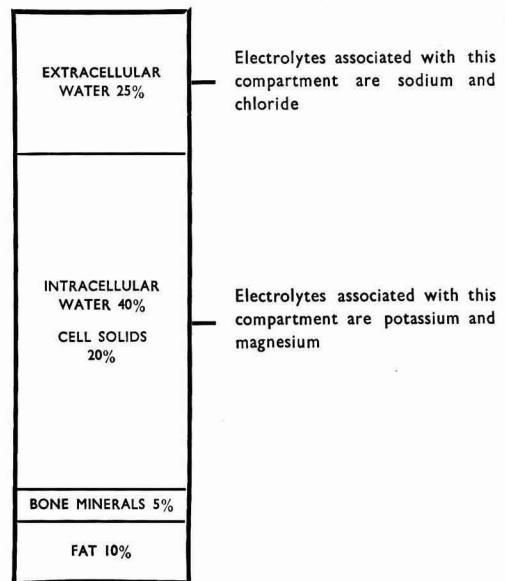 EXTRACELLULAR
WATER 25%
Electrolytes associated with this
compartment are sodium and
chloride
INTRACELLULAR
WATER 40%
CELL SOLIDS
20%
Electrolytes associated with this
compartment are potassium and
magnesium
BONE MINERALS 5%
FAT 10%